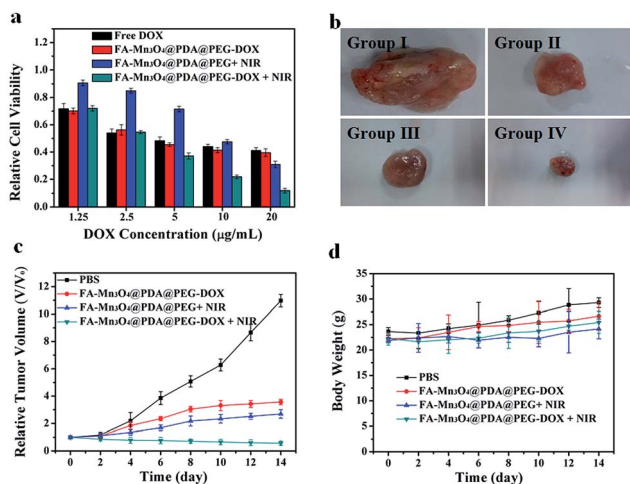 a
Free DOX
FA-Mn₃O₄@PDA@PEG-DOX
FA-Mn₃O₄@PDA@PEG+ NIR
FA-Mn₃O₄@PDA@PEG-DOX + NIR
Relative Cell Viability
1.4
1.2
1.0
0.8
0.6
0.4
0.2
0.0
1.25 2.5 5 10 20
DOX Concentration (μg/mL)
b
Group I
Group II
Group III
Group IV
c
PBS
FA-Mn₃O₄@PDA@PEG-DOX
FA-Mn₃O₄@PDA@PEG+ NIR
FA-Mn₃O₄@PDA@PEG-DOX + NIR
Relative Tumor Volume (V/V₀)
12
10
8
6
4
2
0
0 2 4 6 8 10 12 14
Time (day)
d
Body Weight (g)
40
35
30
25
20
15
10
5
0
PBS
FA-Mn₃O₄@PDA@PEG-DOX
FA-Mn₃O₄@PDA@PEG+ NIR
FA-Mn₃O₄@PDA@PEG-DOX + NIR
0 2 4 6 8 10 12 14
Time (day)